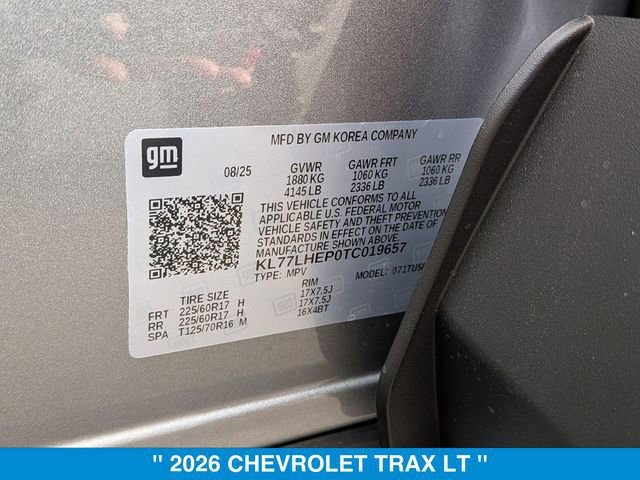 MFD BY GM KOREA COMPANY
gm
08/25
GVWR GAWR FRT GAWR RR
1880 KG 1060 KG 1060 KG
4145 LB 2336 LB 2336 LB
THIS VEHICLE CONFORMS TO ALL
APPLICABLE U.S. FEDERAL MOTOR
VEHICLE SAFETY AND THEFT PREVENTION
STANDARDS IN EFFECT ON THE DATE OF
MANUFACTURE SHOWN ABOVE.
KL77LHEP0TC019657
TYPE: MPV MODEL:
TIRE SIZE RIM
FRT 225/60R17 H 17X7.5J
RR 225/60R17 H 17X7.5J
SPA T125/70R16 M 16X4BT
" 2026 CHEVROLET TRAX LT "